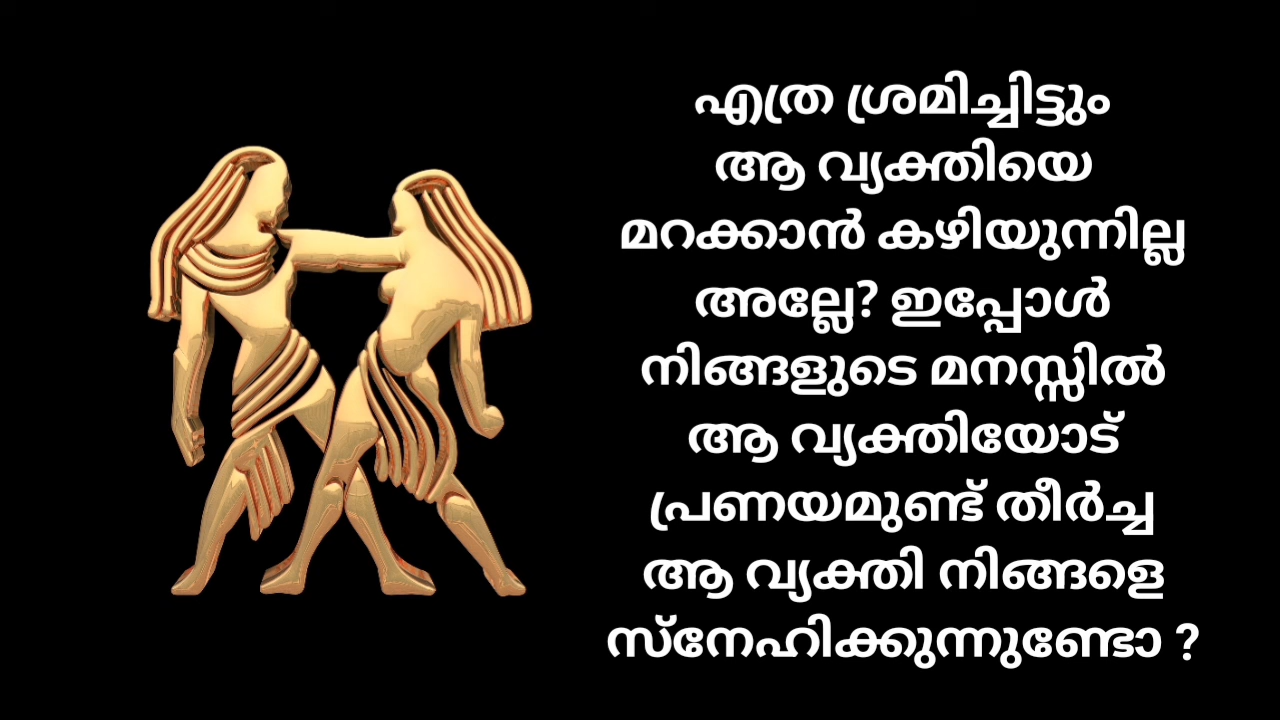 എത്ര ശ്രമിച്ചിട്ടും
ആ വ്യക്തിയെ
മറക്കാൻ കഴിയുന്നില്ല
അല്ലേ? ഇപ്പോൾ
നിങ്ങളുടെ മനസ്സിൽ
ആ വ്യക്തിയോട്
പ്രണയമുണ്ട് തീർച്ച
ആ വ്യക്തി നിങ്ങളെ
സ്നേഹിക്കുന്നുണ്ടോ ?